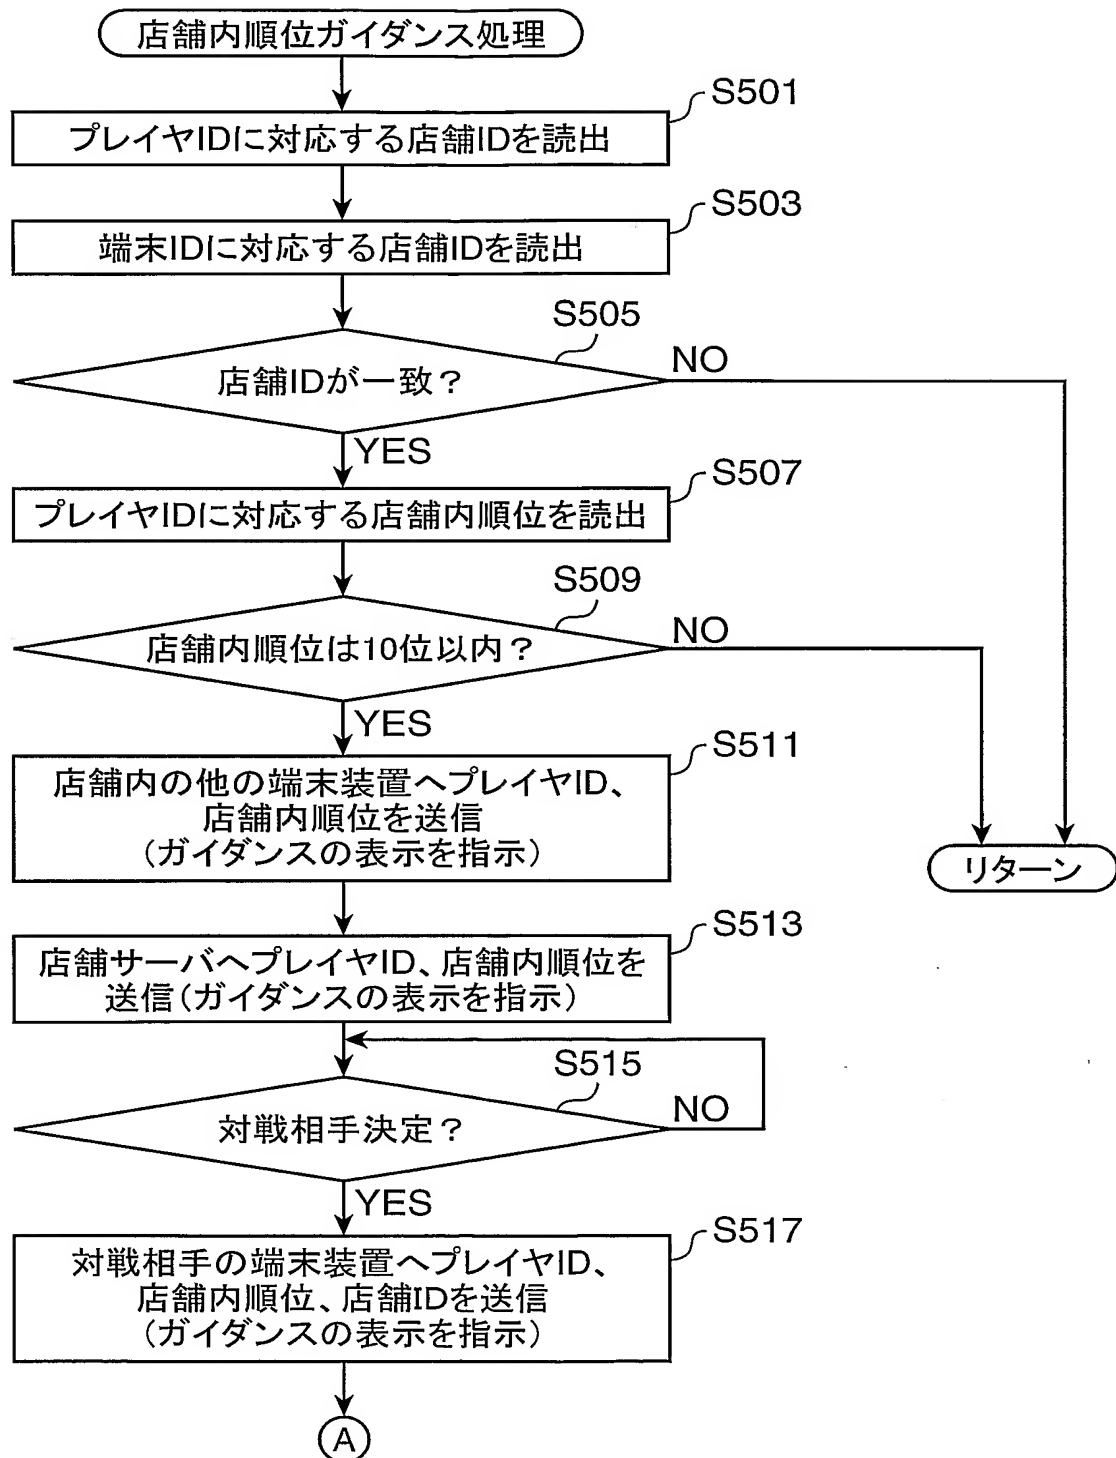 店舗内順位ガイダンス処理
S501
プレイヤIDに対応する店舗IDを読出
S503
端末IDに対応する店舗IDを読出
S505
店舗IDが一致？
NO
YES
S507
プレイヤIDに対応する店舗内順位を読出
S509
店舗内順位は10位以内？
NO
YES
S511
店舗内の他の端末装置へプレイヤID、
店舗内順位を送信
（ガイダンスの表示を指示）
リターン
S513
店舗サーバへプレイヤID、店舗内順位を
送信（ガイダンスの表示を指示）
S515
対戦相手決定？
NO
YES
S517
対戦相手の端末装置へプレイヤID、
店舗内順位、店舗IDを送信
（ガイダンスの表示を指示）
A